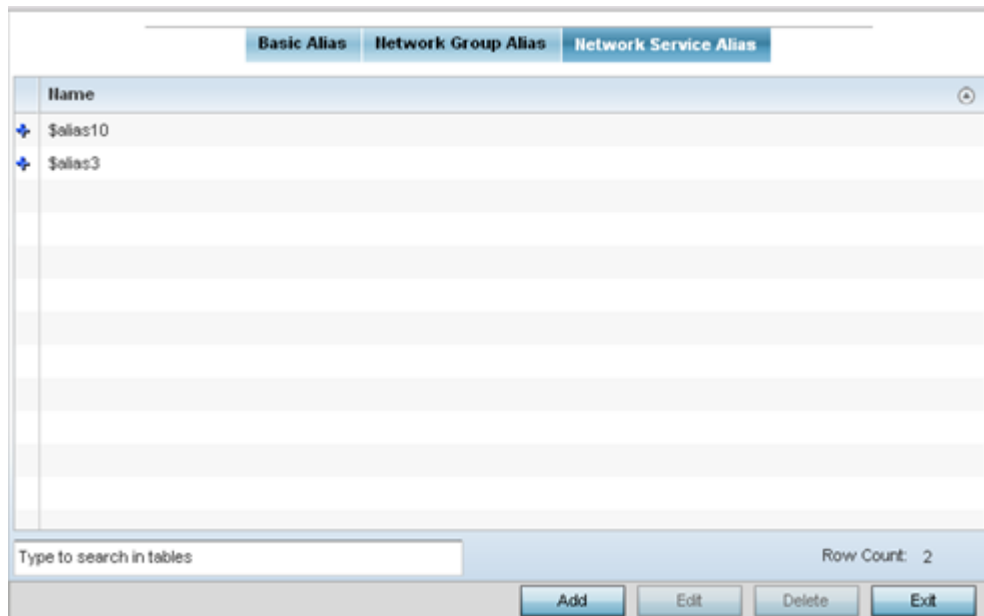 Basic Alias Network Group Alias Network Service Alias
Name
$alias10
$alias3
Type to search in tables Row Count: 2
Add Edit Delete Exit